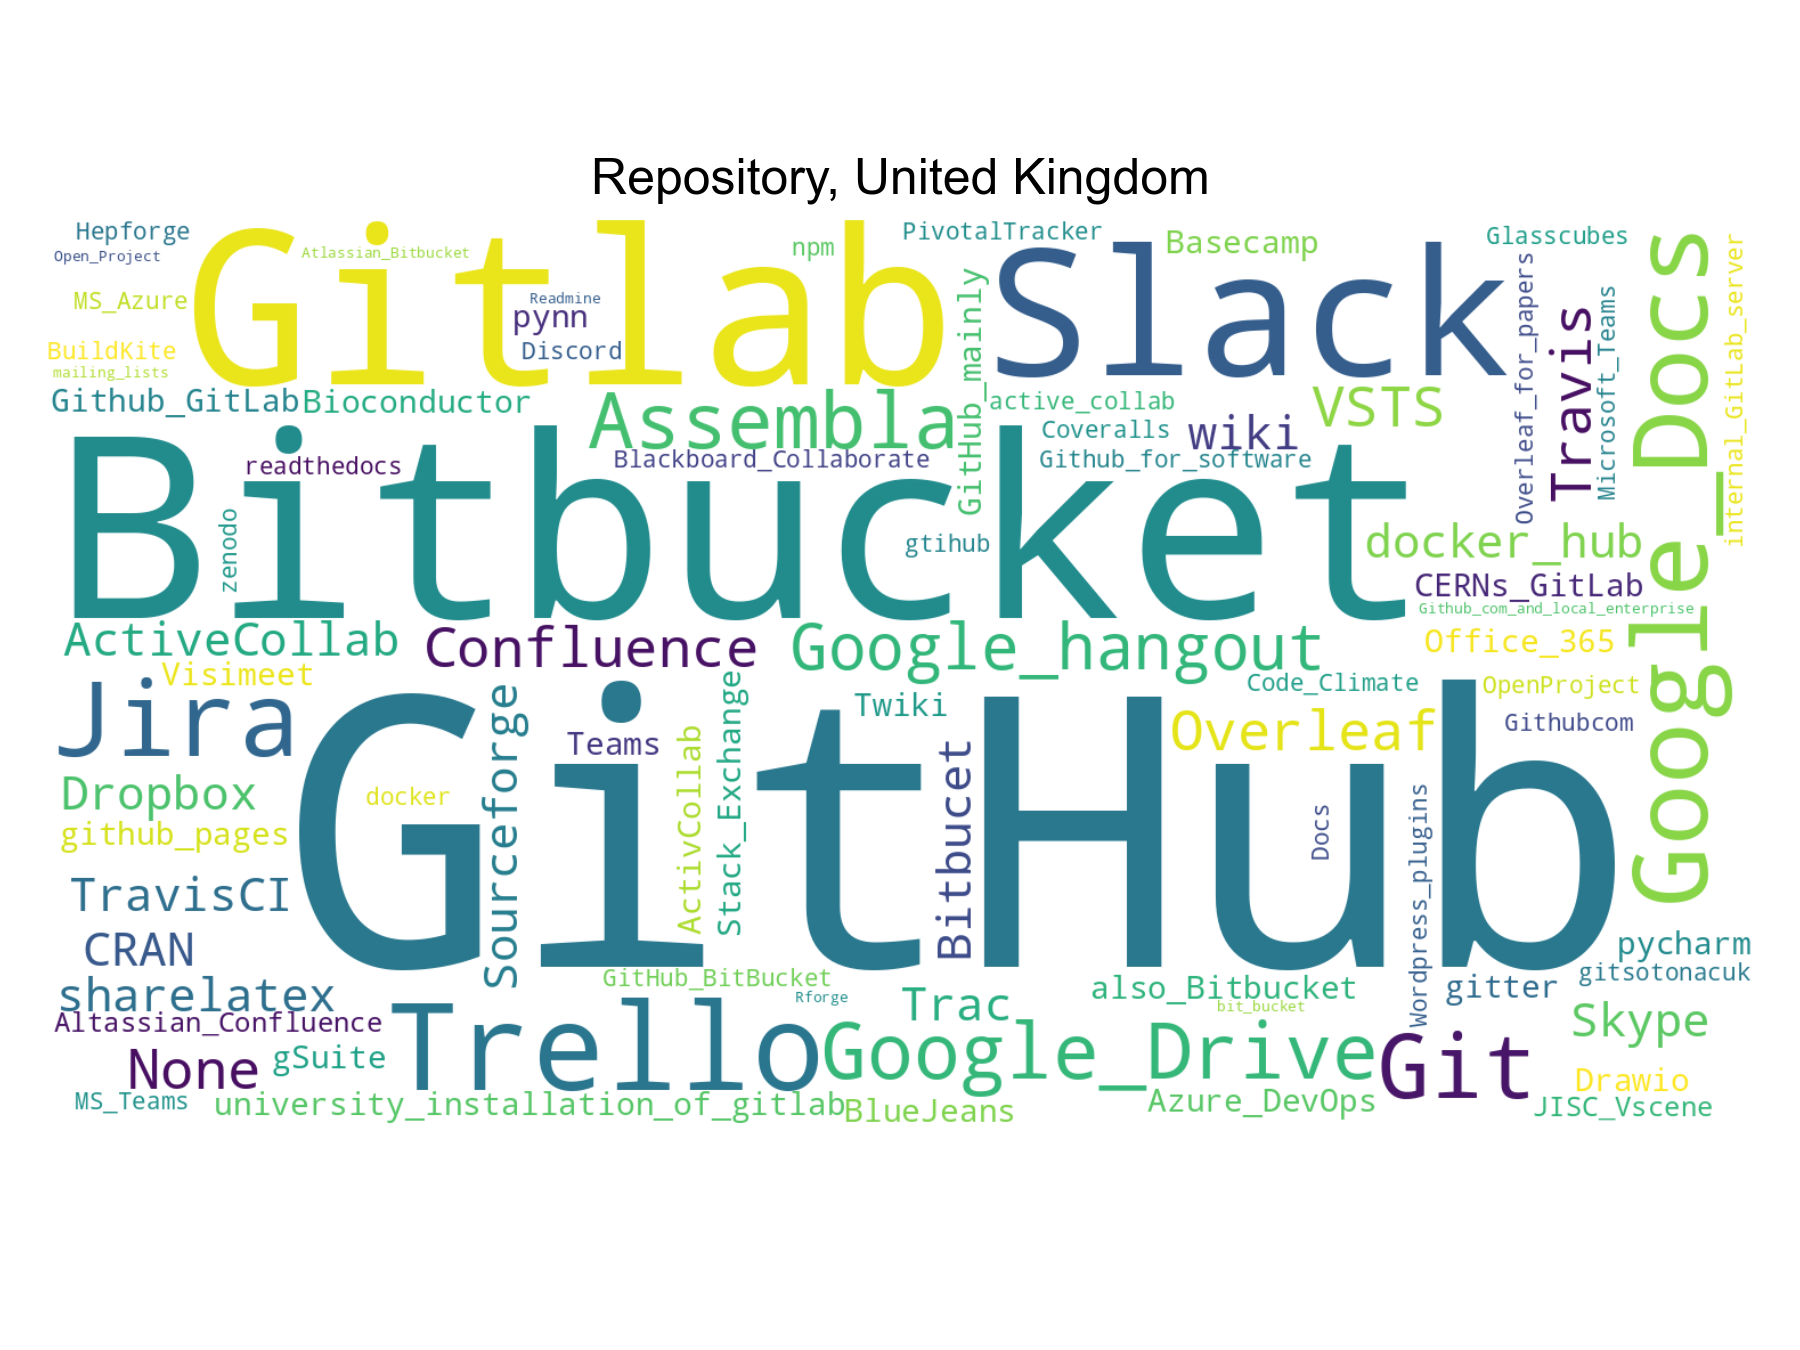 Repository, United Kingdom
Hepforge
Open_Project
Gitlab
Atlassian_Bitbucket
npm
PivotalTracker
Slack
Basecamp
Glasscubes
MS_Azure
Readmine
pynn
Discord
BuildKite
mailing_lists
GitHub_mainly
Overleaf_for_papers
Travis
Microsoft_Teams
Google_Docs
internal_GitLab_server
Github_GitLab
Bioconductor
Assembla
active_collab
Coveralls
wiki
VSTS
Bitbucket
readthedocs
Blackboard_Collaborate
Github_for_software
zenodo
gtihub
docker_hub
CERNs_GitLab
Github_com_and_local_enterprise
ActiveCollab
Confluence
Google_hangout
Office_365
Visimeet
Jira
GitHub
Sourceforge
Teams
ActivCollab
Stack_Exchange
Twiki
Bitbucet
Code_Climate
OpenProject
Overleaf
Githubcom
Dropbox
docker
github_pages
Docs
Wordpress_plugins
TravisCI
CRAN
pycharm
sharelatex
GitHub_BitBucket
Rforge
also_Bitbucket
gitter
gitsotonacuk
Altassian_Confluence
Trello
Trac
bit_bucket
Skype
None
gSuite
Google_Drive
Git
Drawio
MS_Teams
university_installation_of_gitlab
BlueJeans
Azure_DevOps
JISC_Vscene